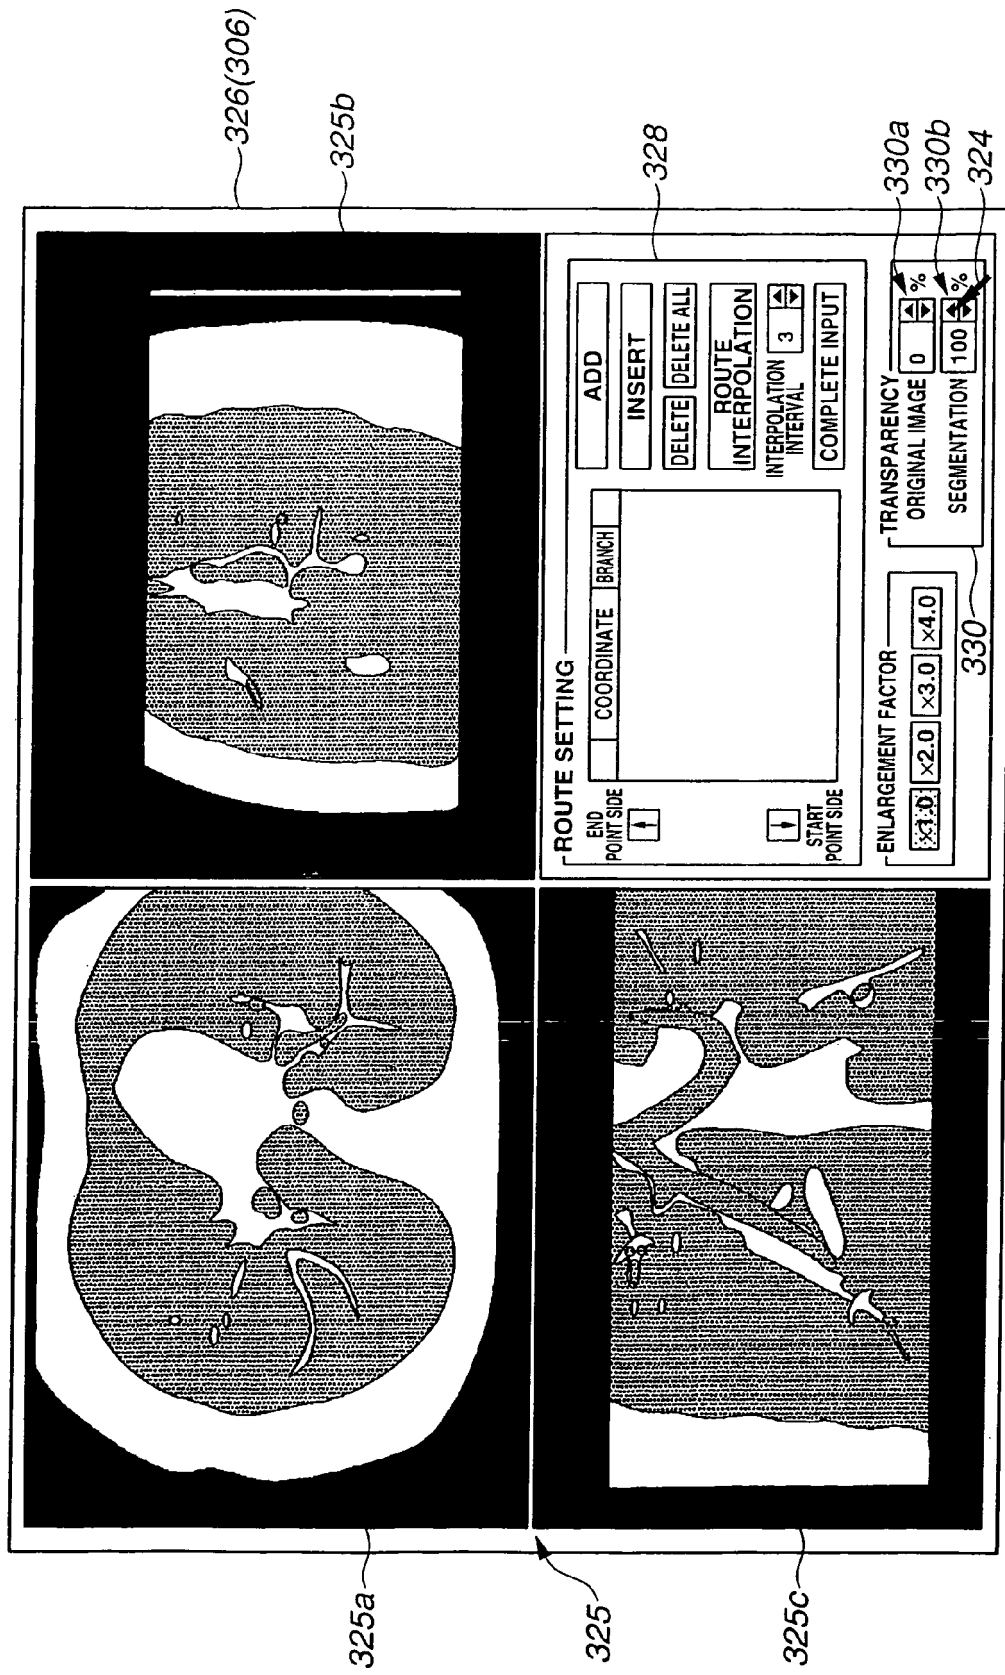 326(306)
325b
325a
325
325c
ROUTE SETTING
END
POINT SIDE
↑
↓
START
POINT SIDE
COORDINATE
BRANCH
ADD
INSERT
DELETE
DELETE ALL
ROUTE
INTERPOLATION
INTERPOLATION
INTERVAL
3
COMPLETE INPUT
328
ENLARGEMENT FACTOR
×1.0
×2.0
×3.0
×4.0
TRANSPARENCY
ORIGINAL IMAGE 0 %
SEGMENTATION 100 %
330
330a
330b
324